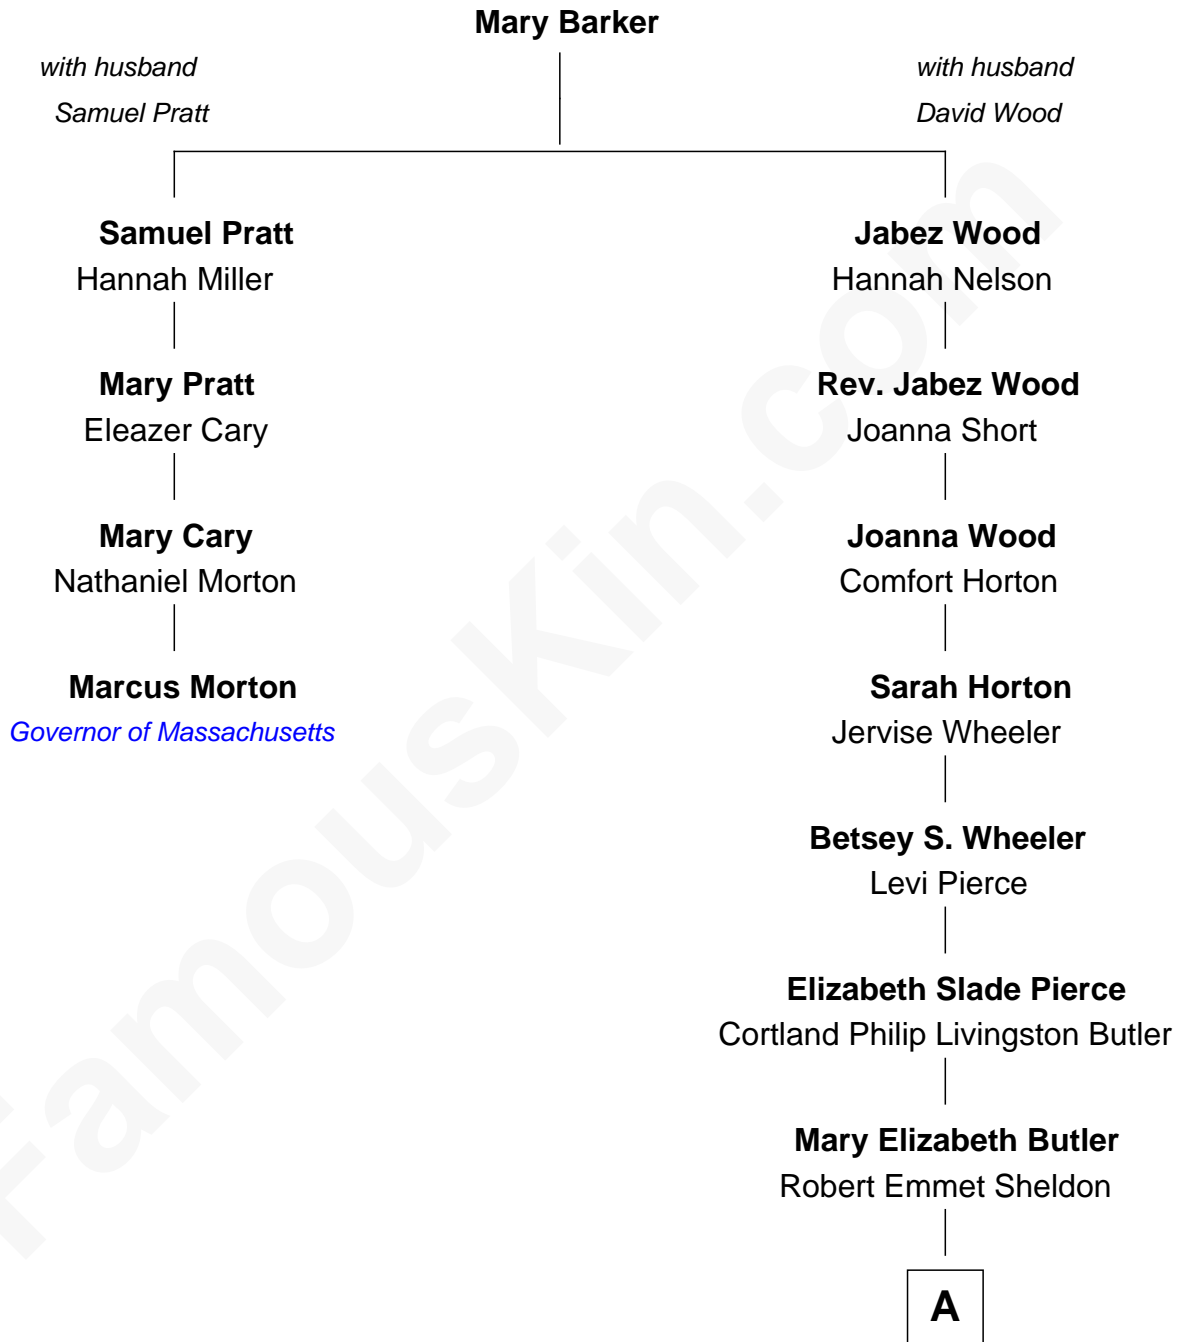 Mary Barker
with husband
Samuel Pratt
with husband
David Wood
Samuel Pratt
Hannah Miller
Mary Pratt
Eleazer Cary
Mary Cary
Nathaniel Morton
Marcus Morton
Governor of Massachusetts
Jabez Wood
Hannah Nelson
Rev. Jabez Wood
Joanna Short
Joanna Wood
Comfort Horton
Sarah Horton
Jervise Wheeler
Betsey S. Wheeler
Levi Pierce
Elizabeth Slade Pierce
Cortland Philip Livingston Butler
Mary Elizabeth Butler
Robert Emmet Sheldon
A
FamousKin.com